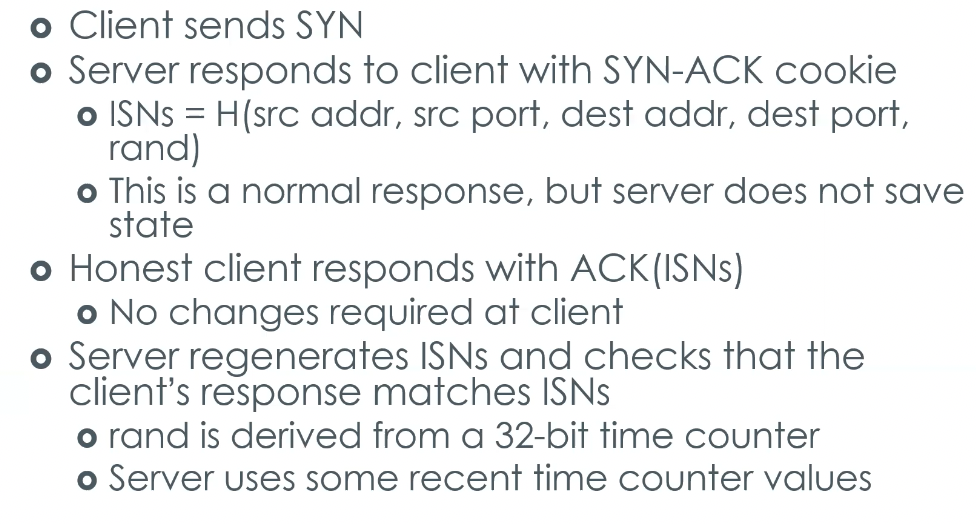 Client sends SYN
Server responds to client with SYN-ACK cookie
ISNs = H(src addr, src port, dest addr, dest port,
rand)
This is a normal response, but server does not save
state
Honest client responds with ACK(ISNs)
No changes required at client
Server regenerates ISNs and checks that the
client's response matches ISNs
rand is derived from a 32-bit time counter
Server uses some recent time counter values